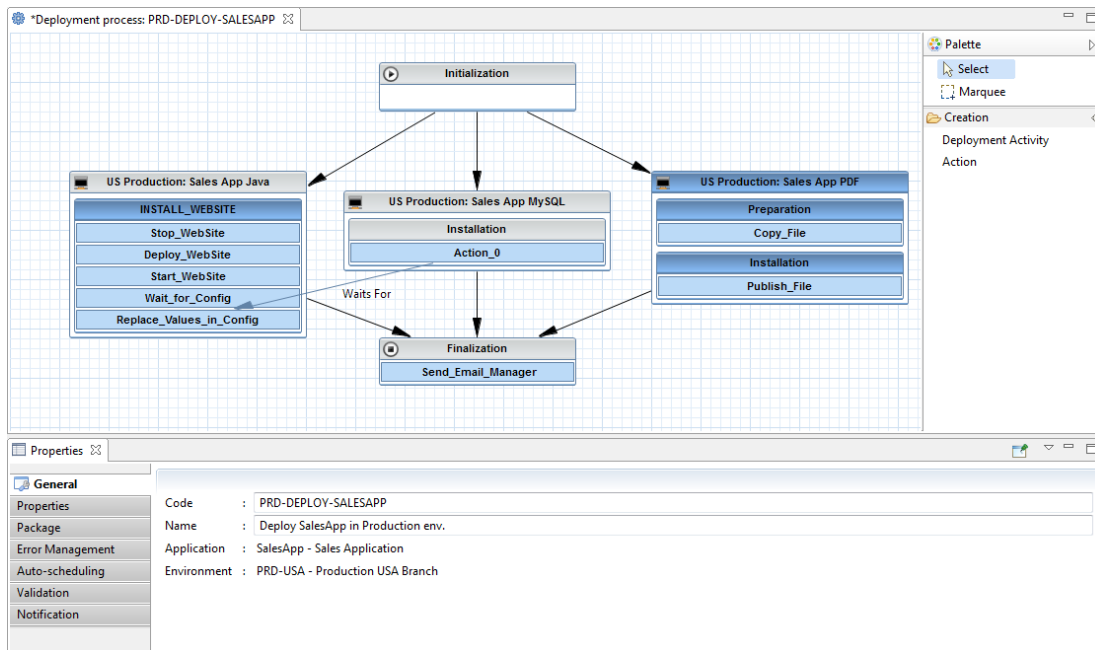 *Deployment process: PRD-DEPLOY-SALESAPP
Palette
Select
Marquee
Creation
Deployment Activity
Action
Initialization
US Production: Sales App Java
INSTALL_WEBSITE
Stop_WebSite
Deploy_WebSite
Start_WebSite
Wait_for_Config
Replace_Values_in_Config
US Production: Sales App MySQL
Installation
Action_0
Waits For
US Production: Sales App PDF
Preparation
Copy_File
Installation
Publish_File
Finalization
Send_Email_Manager
Properties
General
Properties
Package
Error Management
Auto-scheduling
Validation
Notification
Code : PRD-DEPLOY-SALESAPP
Name : Deploy SalesApp in Production env.
Application : SalesApp - Sales Application
Environment : PRD-USA - Production USA Branch